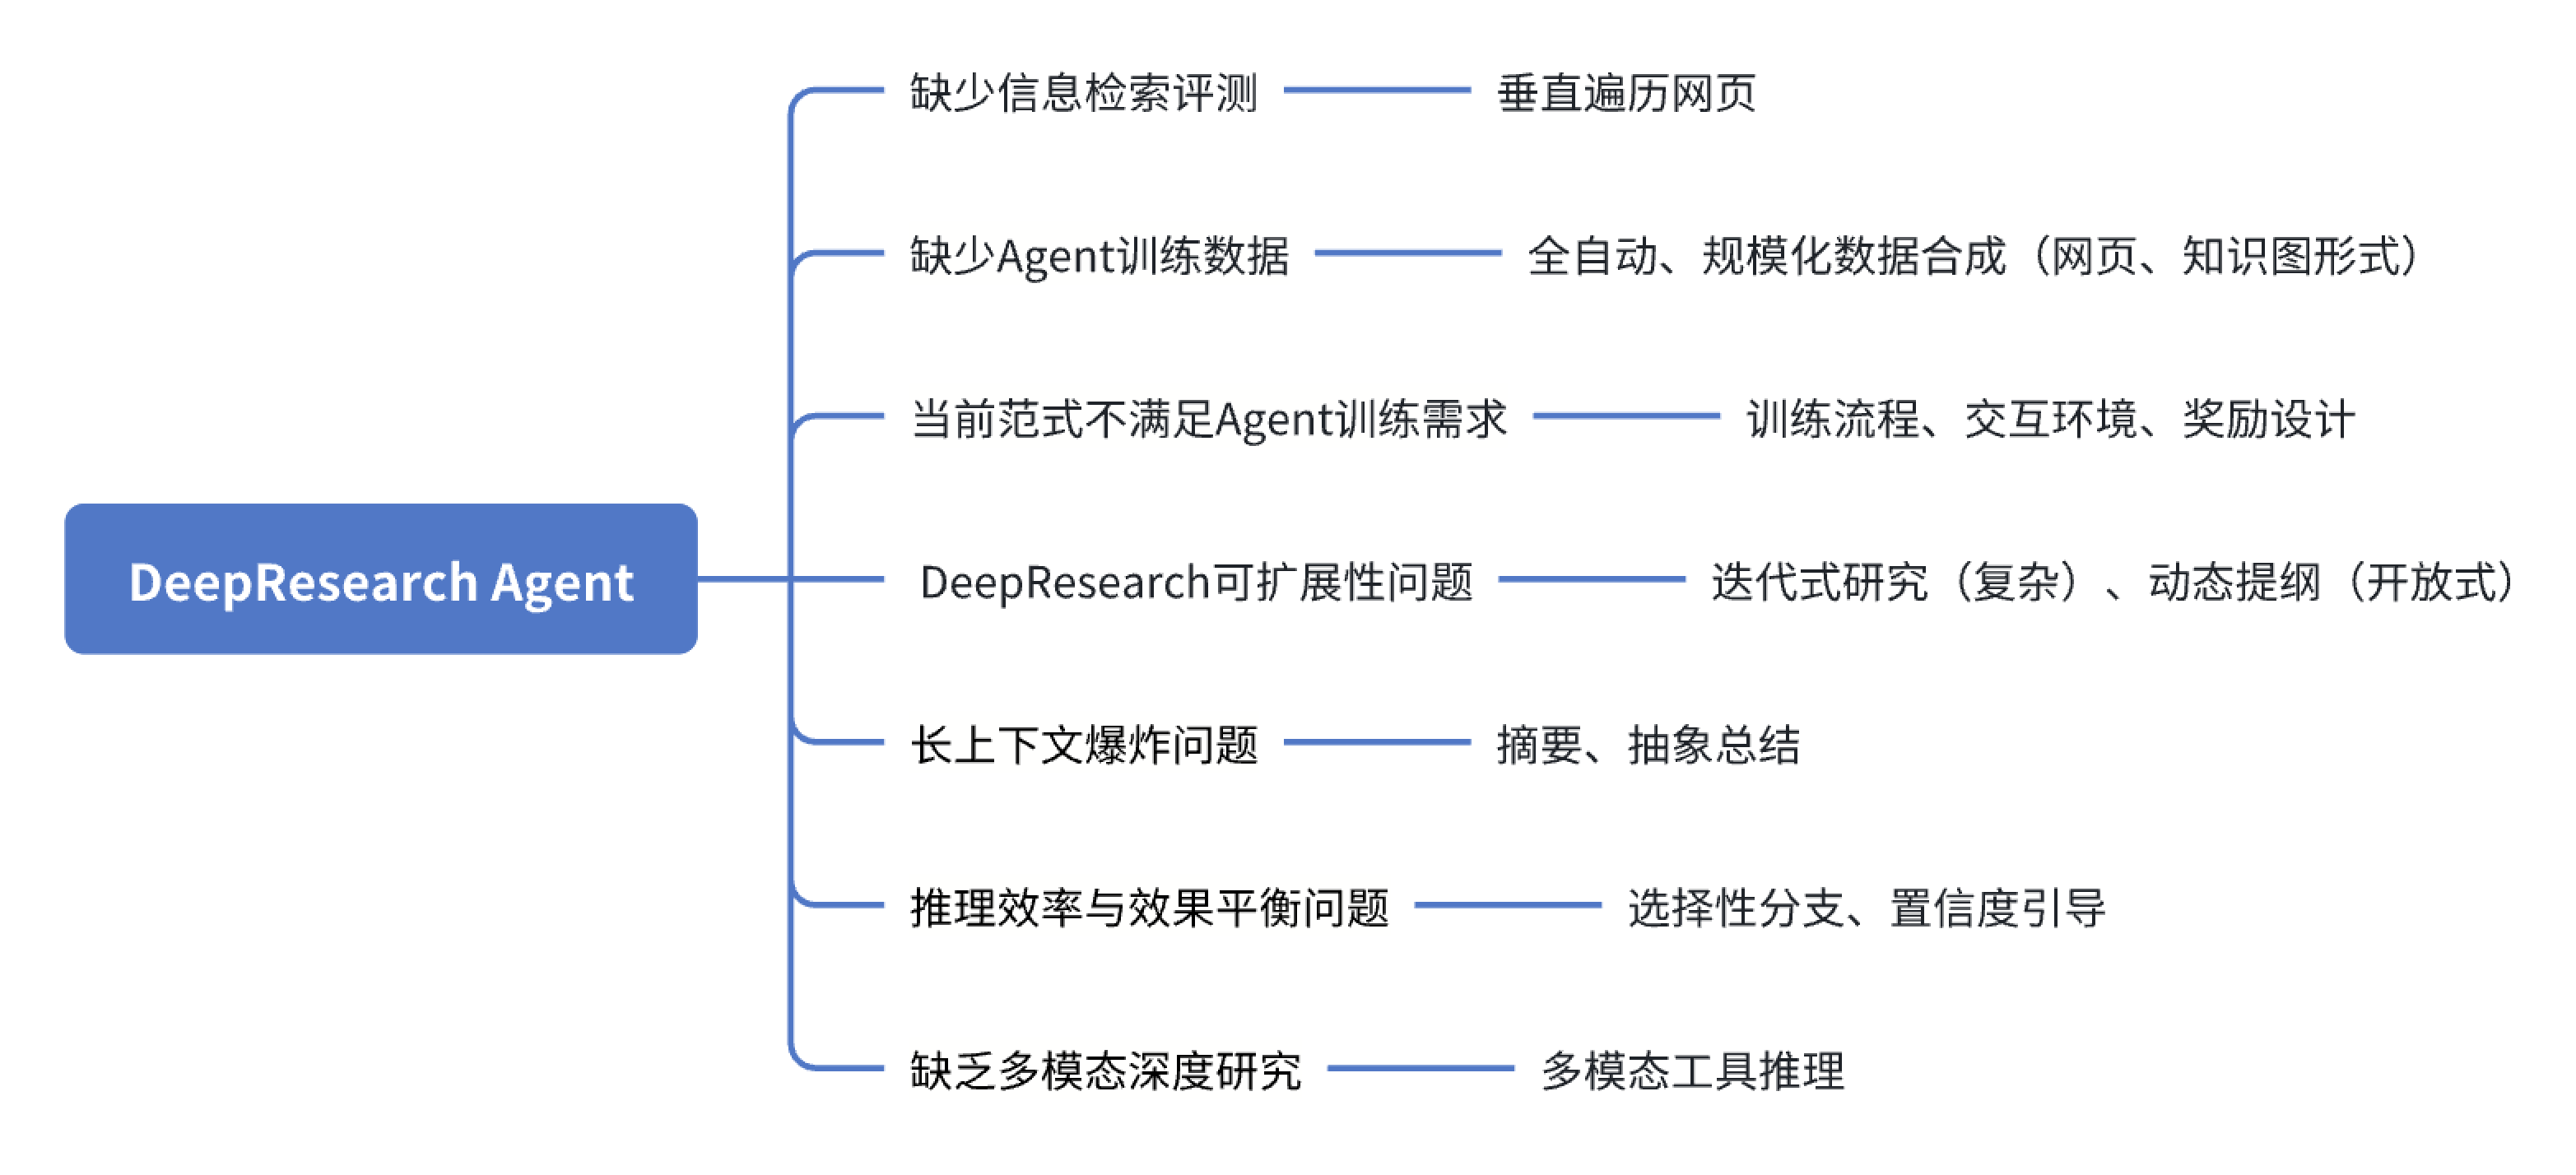 缺少信息检索评测 垂直遍历网页
缺少Agent训练数据 全自动、规模化数据合成（网页、知识图形式）
当前范式不满足Agent训练需求 训练流程、交互环境、奖励设计
DeepResearch Agent
DeepResearch可扩展性问题 迭代式研究（复杂）、动态提纲（开放式）
长上下文爆炸问题 摘要、抽象总结
推理效率与效果平衡问题 选择性分支、置信度引导
缺乏多模态深度研究 多模态工具推理